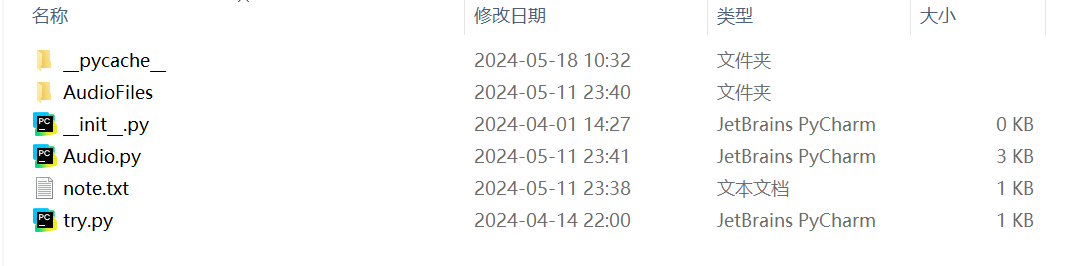 名称 修改日期 类型 大小
__pycache__ 2024-05-18 10:32 文件夹
AudioFiles 2024-05-11 23:40 文件夹
__init__.py 2024-04-01 14:27 JetBrains PyCharm 0 KB
Audio.py 2024-05-11 23:41 JetBrains PyCharm 3 KB
note.txt 2024-05-11 23:38 文本文档 1 KB
try.py 2024-04-14 22:00 JetBrains PyCharm 1 KB